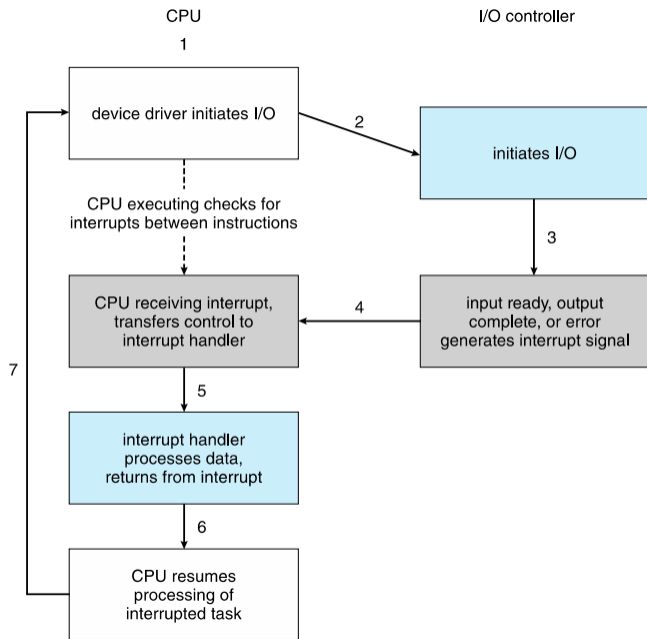 CPU
I/O controller
1
device driver initiates I/O
2
initiates I/O
CPU executing checks for
interrupts between instructions
3
CPU receiving interrupt,
transfers control to
interrupt handler
4
input ready, output
complete, or error
generates interrupt signal
7
5
interrupt handler
processes data,
returns from interrupt
6
CPU resumes
processing of
interrupted task